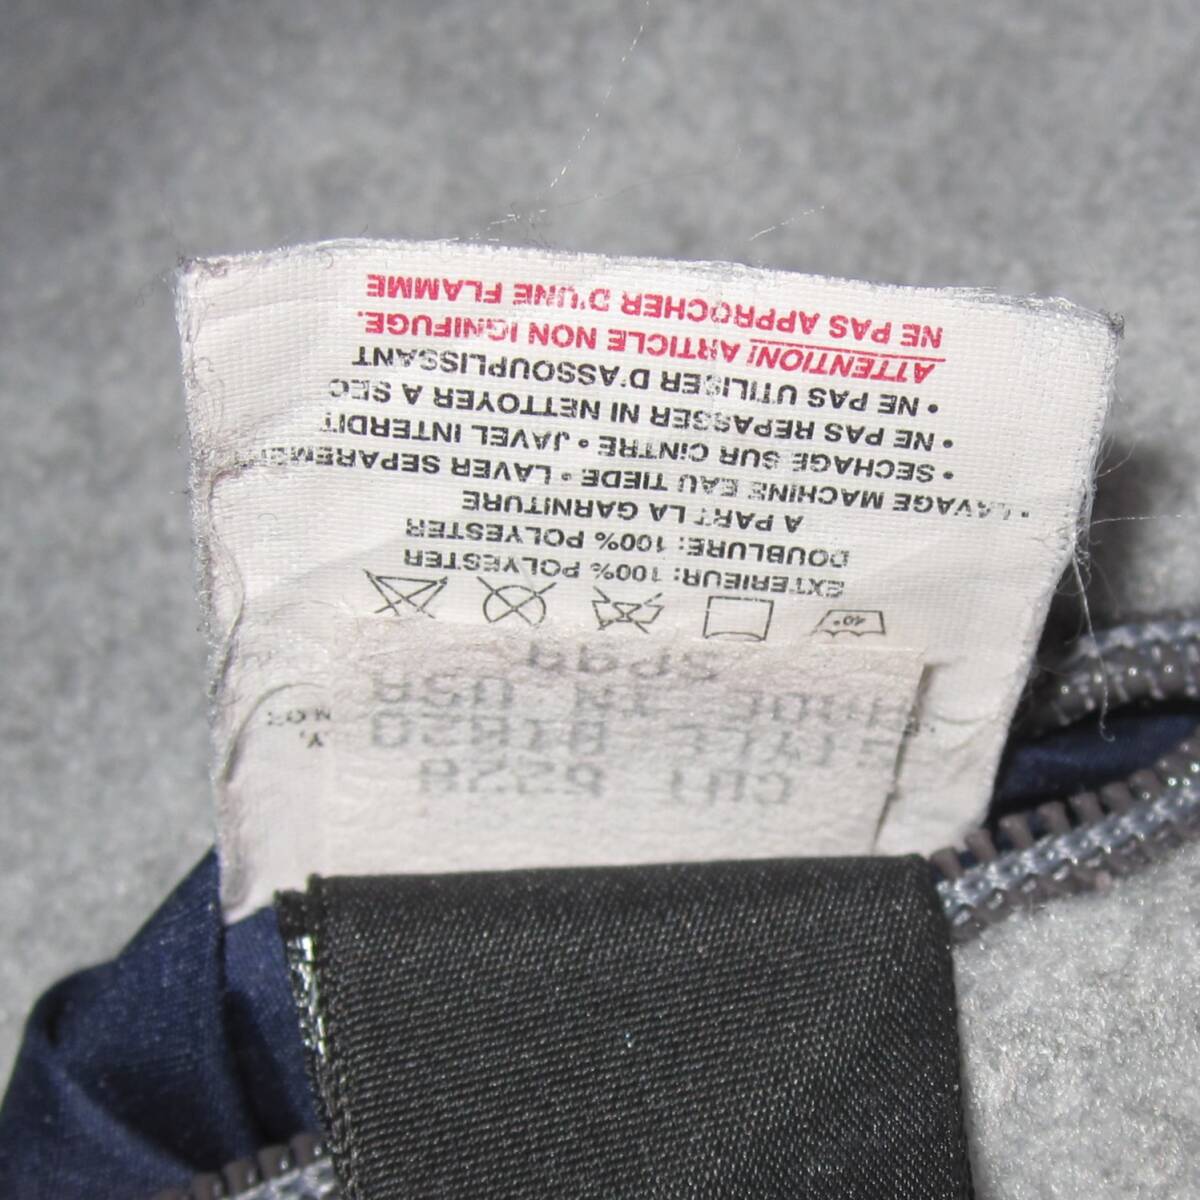 CUT
STYLE
MADE IN USA
SP99
40°
EXTERIEUR: 100% POLYESTER
DOUBLURE: 100% POLYESTER
A PART LA GARNITURE
• LAVAGE MACHINE EAU TIEDE • LAVER SEPAREMENT
• SECHAGE SUR CINTRE • JAVEL INTERDIT
• NE PAS REPASSER NI NETTOYER A SEC
• NE PAS UTILISER D'ASSOUPLISSANT
ATTENTION! ARTICLE NON IGNIFUGE.
NE PAS APPROCHER D'UNE FLAMME